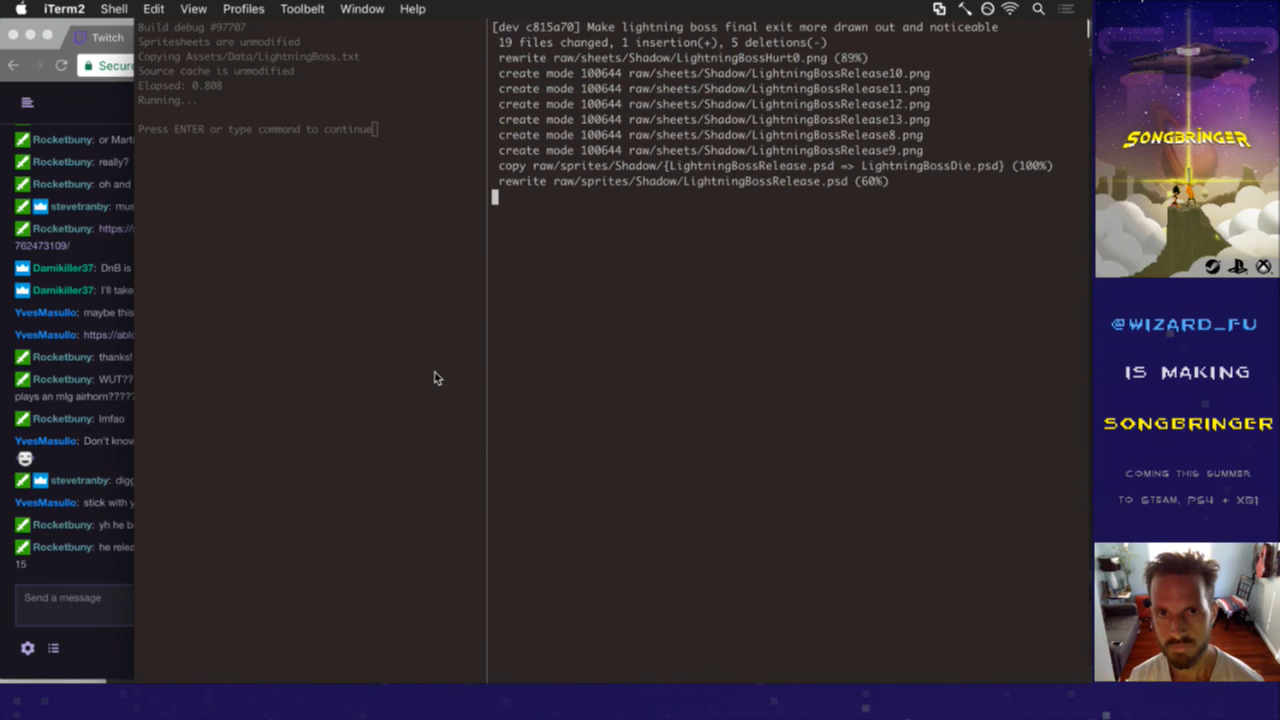 iTerm2 Shell Edit View Profiles Toolbelt Window Help
Twitch
Secure
Rocketbuny: or Marti
Rocketbuny: really?
Rocketbuny: oh and
stevetranby: mus
Rocketbuny: https://
762473109/
Damikiller37: DnB is
Damikiller37: I'll take
YvesMasullo: maybe this
YvesMasullo: https://ablo
Rocketbuny: thanks!
Rocketbuny: WUT??
plays an mlg airhorn?????
Rocketbuny: lmfao
YvesMasullo: Don't know
stevetranby: digg
YvesMasullo: stick with y
Rocketbuny: yh he b
Rocketbuny: he relea
15
Send a message
Build debug #97707
Spritesheets are unmodified
Copying Assets/Data/LightningBoss.txt
Source cache is unmodified
Elapsed: 0.808
Running...
Press ENTER or type command to continue
[dev c815a70] Make lightning boss final exit more drawn out and noticeable
19 files changed, 1 insertion(+), 5 deletions(-)
rewrite raw/sheets/Shadow/LightningBossHurt0.png (89%)
create mode 100644 raw/sheets/Shadow/LightningBossRelease10.png
create mode 100644 raw/sheets/Shadow/LightningBossRelease11.png
create mode 100644 raw/sheets/Shadow/LightningBossRelease12.png
create mode 100644 raw/sheets/Shadow/LightningBossRelease13.png
create mode 100644 raw/sheets/Shadow/LightningBossRelease8.png
create mode 100644 raw/sheets/Shadow/LightningBossRelease9.png
copy raw/sprites/Shadow/{LightningBossRelease.psd => LightningBossDie.psd} (100%)
rewrite raw/sprites/Shadow/LightningBossRelease.psd (60%)
SONGBRINGER
@WIZARD_FU
IS MAKING
SONGBRINGER
COMING THIS SUMMER
TO STEAM, PS4 + XB1